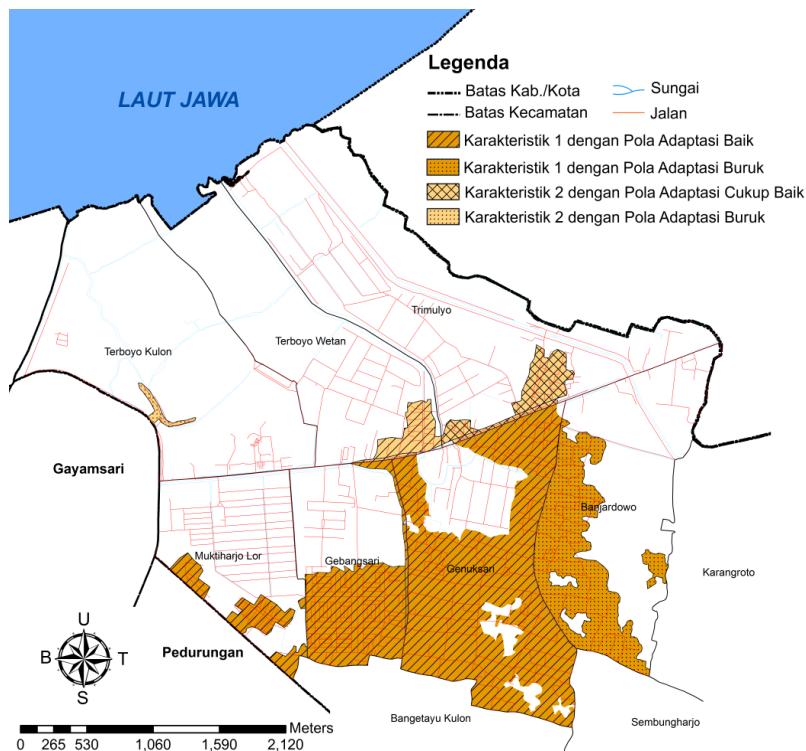 LAUT JAWA
Legenda
Batas Kab./Kota
Sungai
Batas Kecamatan
Jalan
Karakteristik 1 dengan Pola Adaptasi Baik
Karakteristik 1 dengan Pola Adaptasi Buruk
Karakteristik 2 dengan Pola Adaptasi Cukup Baik
Karakteristik 2 dengan Pola Adaptasi Buruk
Trimulyo
Terboyo Wetan
Terboyo Kulon
Gayamsari
Banjardowo
Muktiharjo Lor
Gebangsari
Genuksari
Karangroto
U
B
T
S
Pedurungan
Bangetayu Kulon
Sembungharjo
Meters
0 265 530 1,060 1,590 2,120